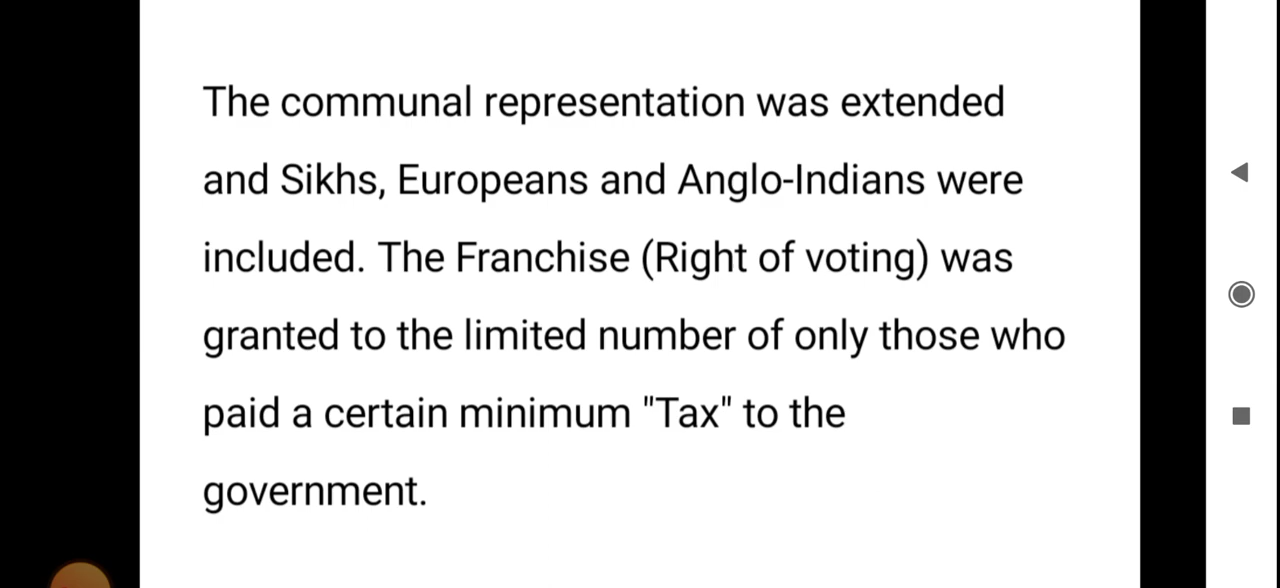 The communal representation was extended
and Sikhs, Europeans and Anglo-Indians were
included. The Franchise (Right of voting) was
granted to the limited number of only those who
paid a certain minimum "Tax" to the
government.